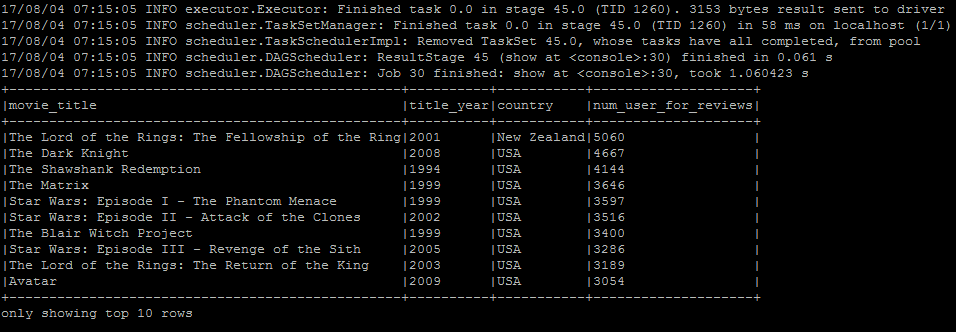 17/08/04 07:15:05 INFO executor.Executor: Finished task 0.0 in stage 45.0 (TID 1260). 3153 bytes result sent to driver
17/08/04 07:15:05 INFO scheduler.TaskSetManager: Finished task 0.0 in stage 45.0 (TID 1260) in 58 ms on localhost (1/1)
17/08/04 07:15:05 INFO scheduler.TaskSchedulerImpl: Removed TaskSet 45.0, whose tasks have all completed, from pool
17/08/04 07:15:05 INFO scheduler.DAGScheduler: ResultStage 45 (show at <console>:30) finished in 0.061 s
17/08/04 07:15:05 INFO scheduler.DAGScheduler: Job 30 finished: show at <console>:30, took 1.060423 s
+--------------------------------------------------+----------+-----------+--------------------+
|movie_title                                       |title_year|country    |num_user_for_reviews|
+--------------------------------------------------+----------+-----------+--------------------+
|The Lord of the Rings: The Fellowship of the Ring|2001      |New Zealand|5060                |
|The Dark Knight                                   |2008      |USA        |4667                |
|The Shawshank Redemption                          |1994      |USA        |4144                |
|The Matrix                                        |1999      |USA        |3646                |
|Star Wars: Episode I - The Phantom Menace         |1999      |USA        |3597                |
|Star Wars: Episode II - Attack of the Clones      |2002      |USA        |3516                |
|The Blair Witch Project                           |1999      |USA        |3400                |
|Star Wars: Episode III - Revenge of the Sith      |2005      |USA        |3286                |
|The Lord of the Rings: The Return of the King     |2003      |USA        |3189                |
|Avatar                                            |2009      |USA        |3054                |
+--------------------------------------------------+----------+-----------+--------------------+
only showing top 10 rows